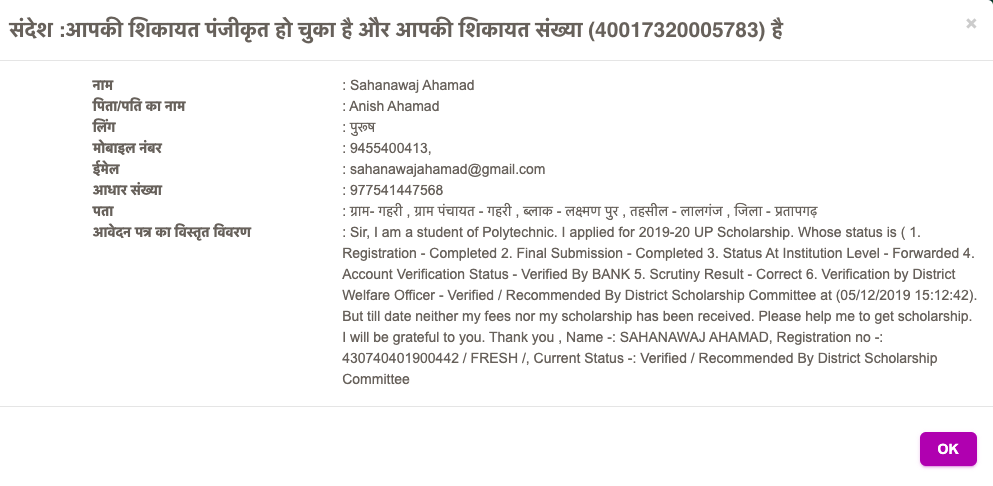 संदेश :आपकी शिकायत पंजीकृत हो चुका है और आपकी शिकायत संख्या (40017320005783) है ×
नाम : Sahanawaj Ahamad
पिता/पति का नाम : Anish Ahamad
लिंग : पुरूष
मोबाइल नंबर : 9455400413,
ईमेल : sahanawajahamad@gmail.com
आधार संख्या : 977541447568
पता : ग्राम- गहरी , ग्राम पंचायत - गहरी , ब्लाक - लक्ष्मण पुर , तहसील - लालगंज , जिला - प्रतापगढ़
आवेदन पत्र का विस्तृत विवरण : Sir, I am a student of Polytechnic. I applied for 2019-20 UP Scholarship. Whose status is ( 1.
Registration - Completed 2. Final Submission - Completed 3. Status At Institution Level - Forwarded 4.
Account Verification Status - Verified By BANK 5. Scrutiny Result - Correct 6. Verification by District
Welfare Officer - Verified / Recommended By District Scholarship Committee at (05/12/2019 15:12:42).
But till date neither my fees nor my scholarship has been received. Please help me to get scholarship.
I will be grateful to you. Thank you , Name -: SAHANAWAJ AHAMAD, Registration no -:
430740401900442 / FRESH /, Current Status -: Verified / Recommended By District Scholarship
Committee
OK